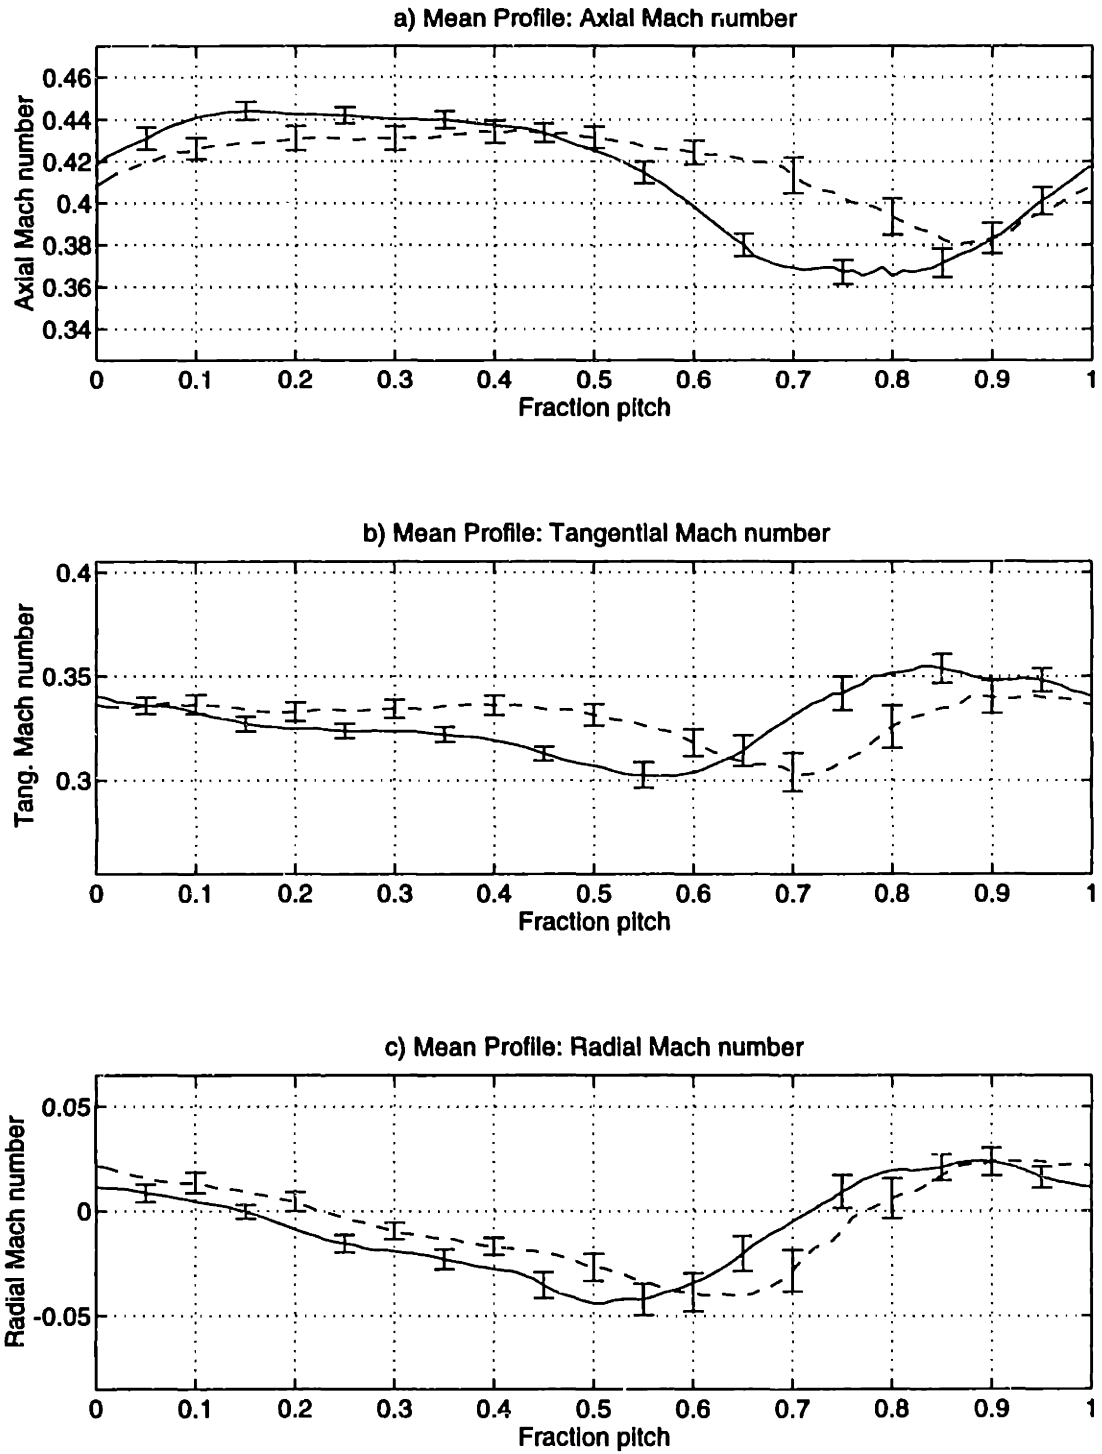 a) Mean Profile: Axial Mach number
0.46
0.44
0.42
0.4
0.38
0.36
0.34
Axial Mach number
0 0.1 0.2 0.3 0.4 0.5 0.6 0.7 0.8 0.9 1
Fraction pitch
b) Mean Profile: Tangential Mach number
0.4
0.35
0.3
Tang. Mach number
0 0.1 0.2 0.3 0.4 0.5 0.6 0.7 0.8 0.9 1
Fraction pitch
c) Mean Profile: Radial Mach number
0.05
0
-0.05
Radial Mach number
0 0.1 0.2 0.3 0.4 0.5 0.6 0.7 0.8 0.9 1
Fraction pitch